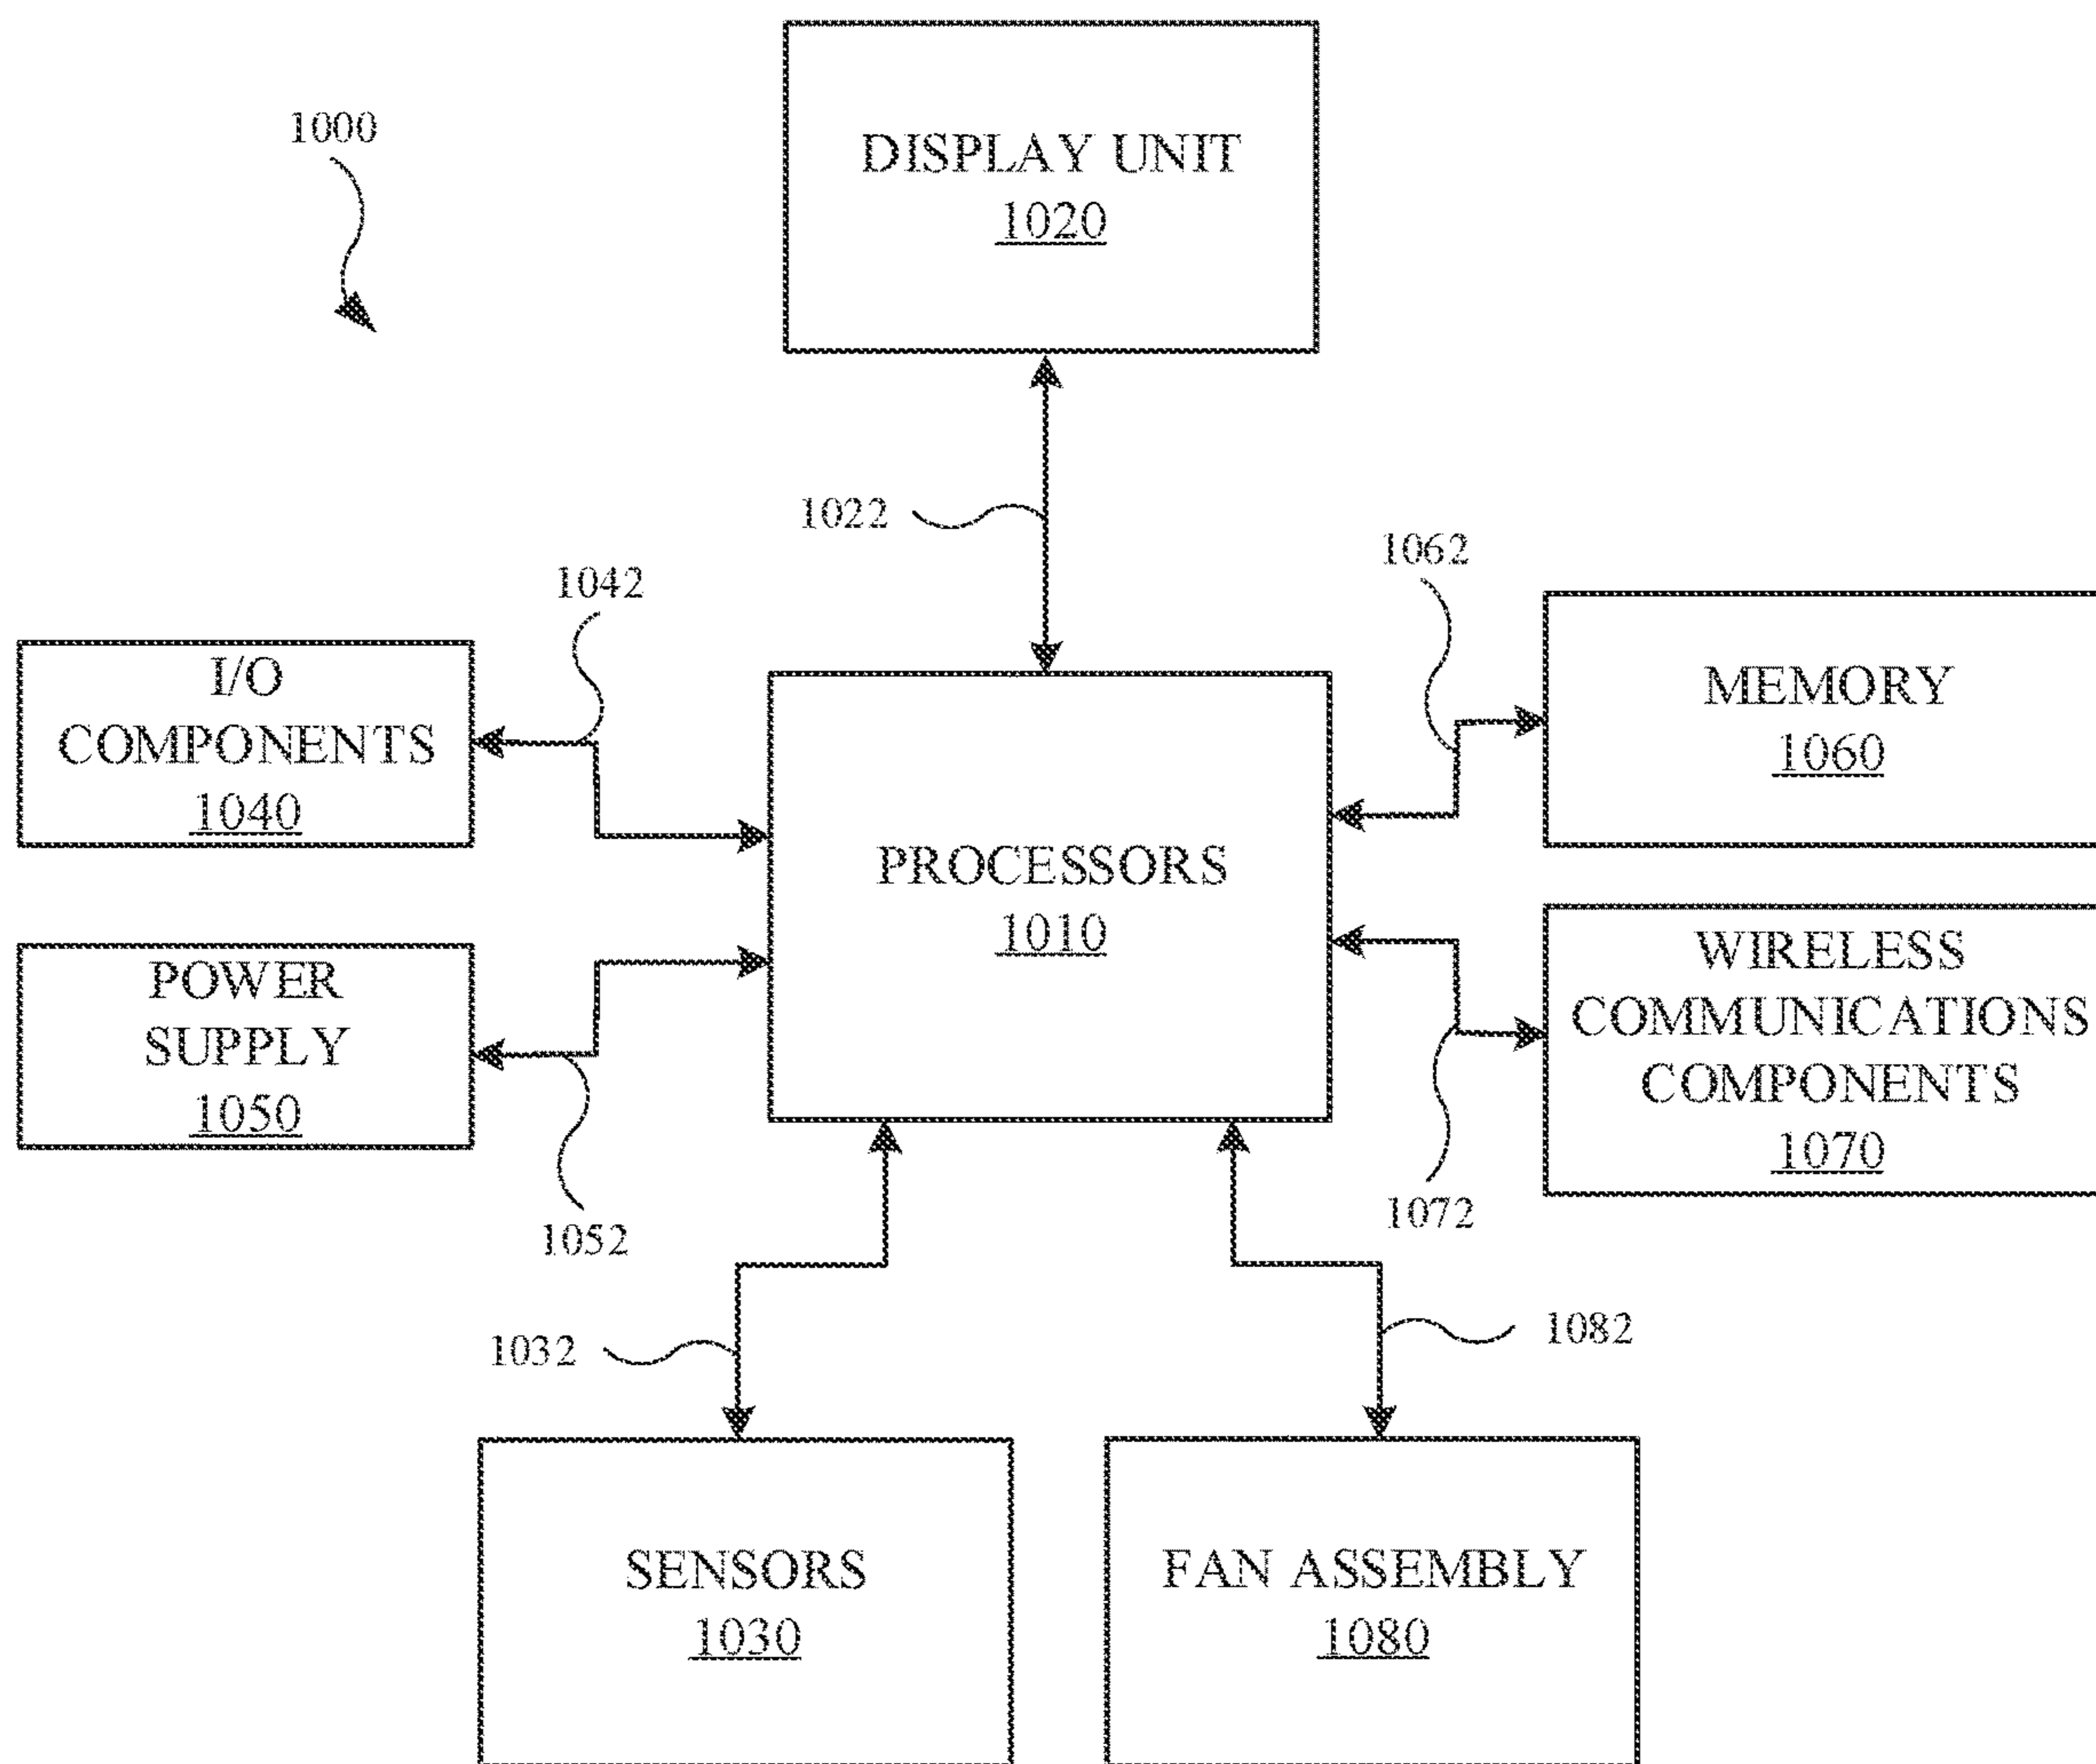 1000
DISPLAY UNIT
1020
1022
1042
1062
I/O
COMPONENTS
1040
PROCESSORS
1010
MEMORY
1060
POWER
SUPPLY
1050
WIRELESS
COMMUNICATIONS
COMPONENTS
1070
1052
1072
1032
1082
SENSORS
1030
FAN ASSEMBLY
1080